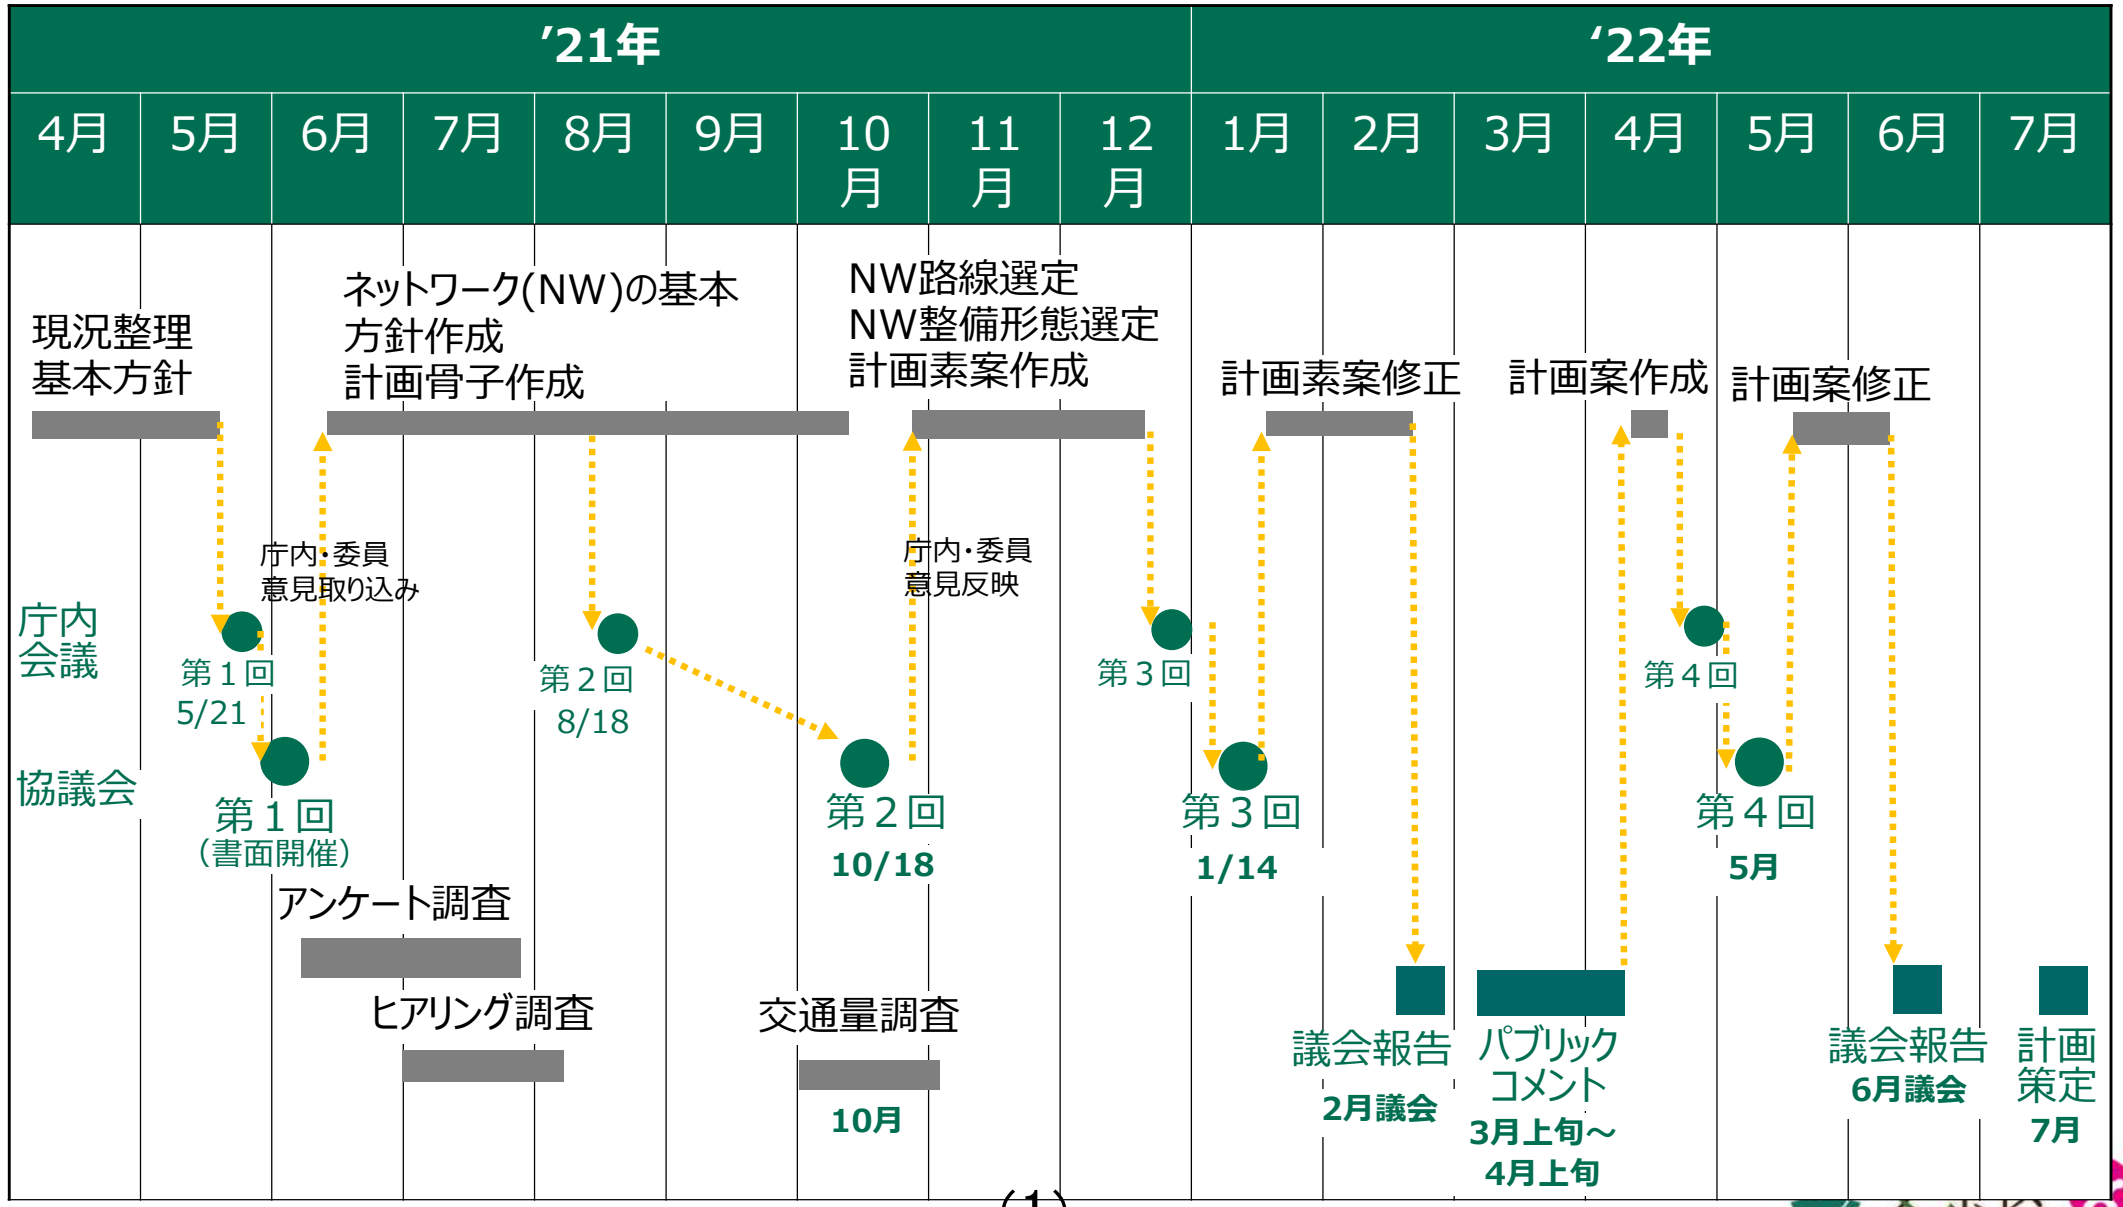 ’21年
‘22年
4月
5月
6月
7月
8月
9月
10
月
11
月
12
月
1月
2月
3月
4月
5月
6月
7月
現況整理
基本方針
ネットワーク(NW)の基本
方針作成
計画骨子作成
NW路線選定
NW整備形態選定
計画素案作成
計画素案修正
計画案作成
計画案修正
庁内・委員
意見取り込み
庁内・委員
意見反映
庁内
会議
第１回
5/21
第２回
8/18
第３回
第４回
協議会
第１回
（書面開催）
第２回
10/18
第３回
1/14
第４回
5月
アンケート調査
ヒアリング調査
交通量調査
10月
議会報告
2月議会
パブリック
コメント
3月上旬～
4月上旬
議会報告
6月議会
計画
策定
7月
(1)